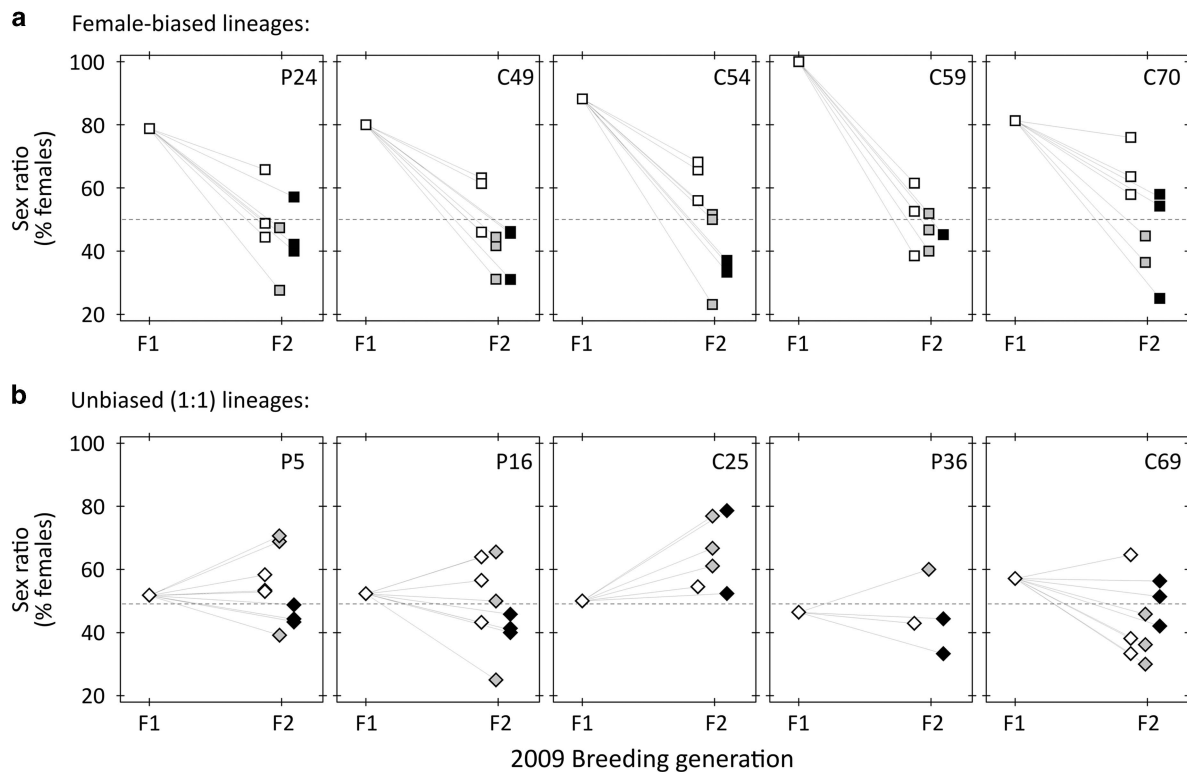 a Female-biased lineages:
P24 C49 C54 C59 C70
100
80
60
40
20
Sex ratio
(% females)
F1 F2 F1 F2 F1 F2 F1 F2 F1 F2
b Unbiased (1:1) lineages:
P5 P16 C25 P36 C69
100
80
60
40
20
Sex ratio
(% females)
F1 F2 F1 F2 F1 F2 F1 F2 F1 F2
2009 Breeding generation